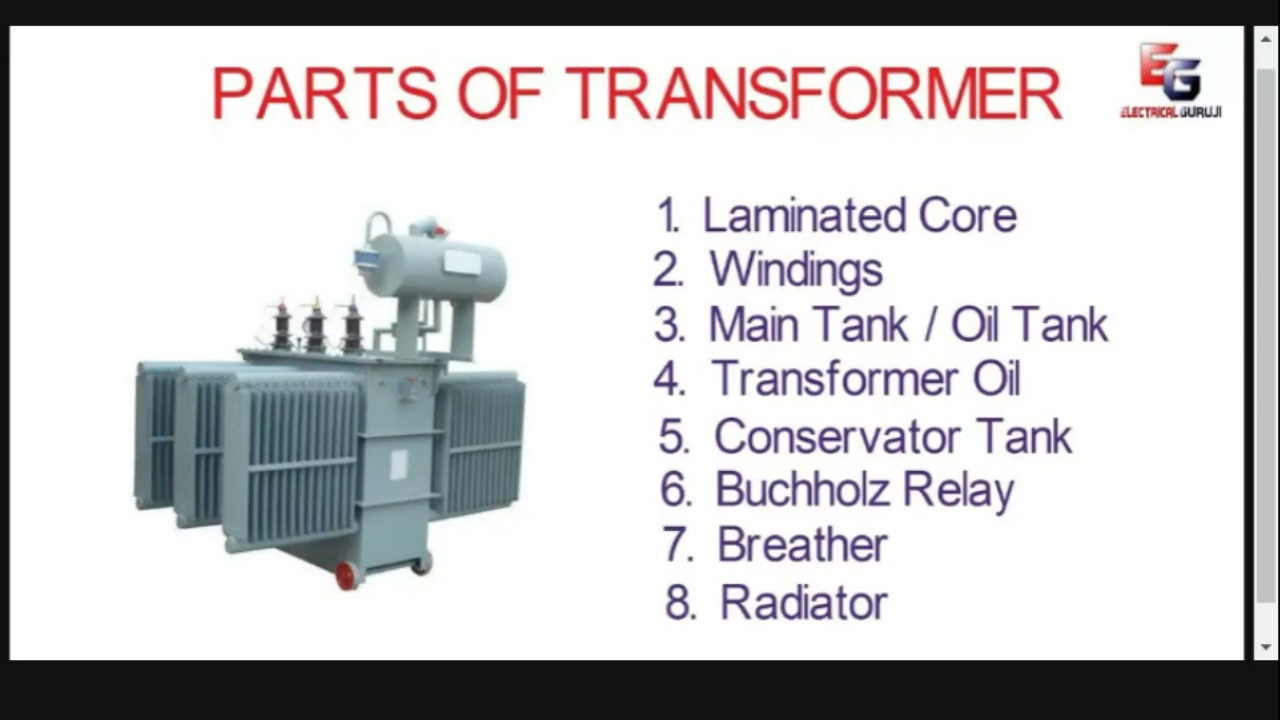 PARTS OF TRANSFORMER
EG
ELECTRICAL GURUJI
1. Laminated Core
2. Windings
3. Main Tank / Oil Tank
4. Transformer Oil
5. Conservator Tank
6. Buchholz Relay
7. Breather
8. Radiator